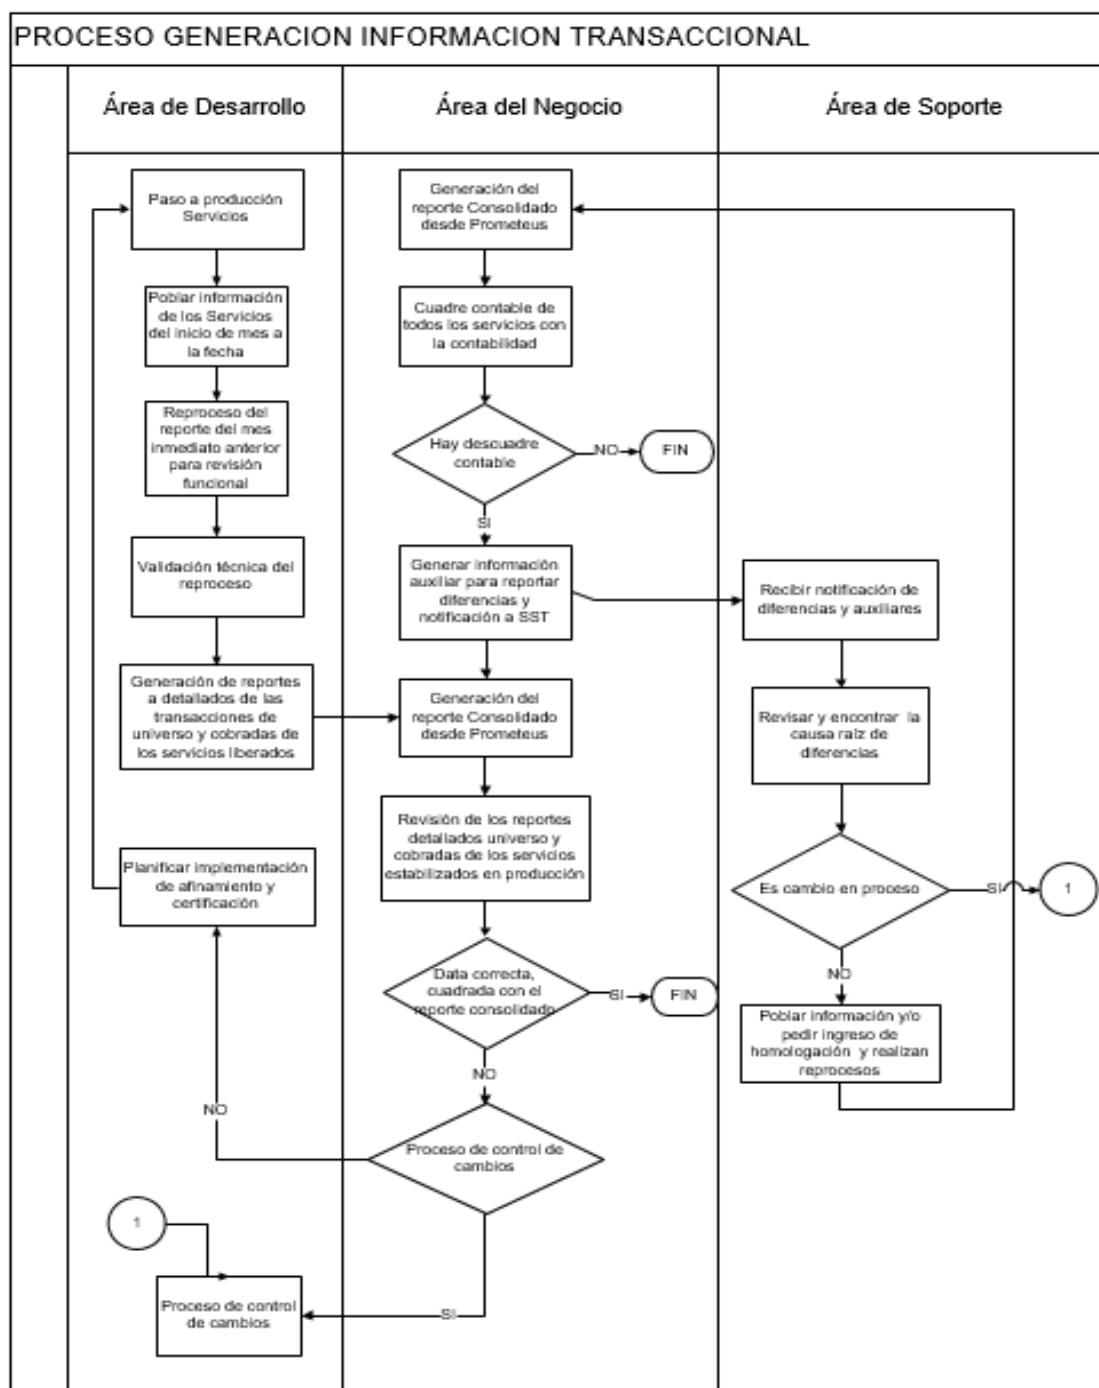 PROCESO GENERACION INFORMACION TRANSACCIONAL
Área de Desarrollo
Área del Negocio
Área de Soporte
Paso a producción
Servicios
Poblar información
de los Servicios
del inicio de mes a
la fecha
Reproceso del
reporte del mes
inmediato anterior
para revisión
funcional
Validación técnica del
reproceso
Generación de reportes
a detallados de las
transacciones de
universo y cobradas de
los servicios liberados
Planificar implementación
de afinamiento y
certificación
NO
1
Proceso de control
de cambios
Generación del
reporte Consolidado
desde Prometeus
Cuadre contable de
todos los servicios con
la contabilidad
Hay descuadre
contable
NO
FIN
SI
Generar información
auxiliar para reportar
diferencias y
notificación a SST
Generación del
reporte Consolidado
desde Prometeus
Revisión de los reportes
detallados universo y
cobradas de los servicios
estabilizados en producción
Data correcta,
cuadrada con el
reporte consolidado
SI
FIN
NO
Proceso de control de
cambios
SI
Recibir notificación de
diferencias y auxiliares
Revisar y encontrar la
causa raíz de
diferencias
Es cambio en proceso
SI
1
NO
Poblar información y/o
pedir ingreso de
homologación y realizan
reprocesos